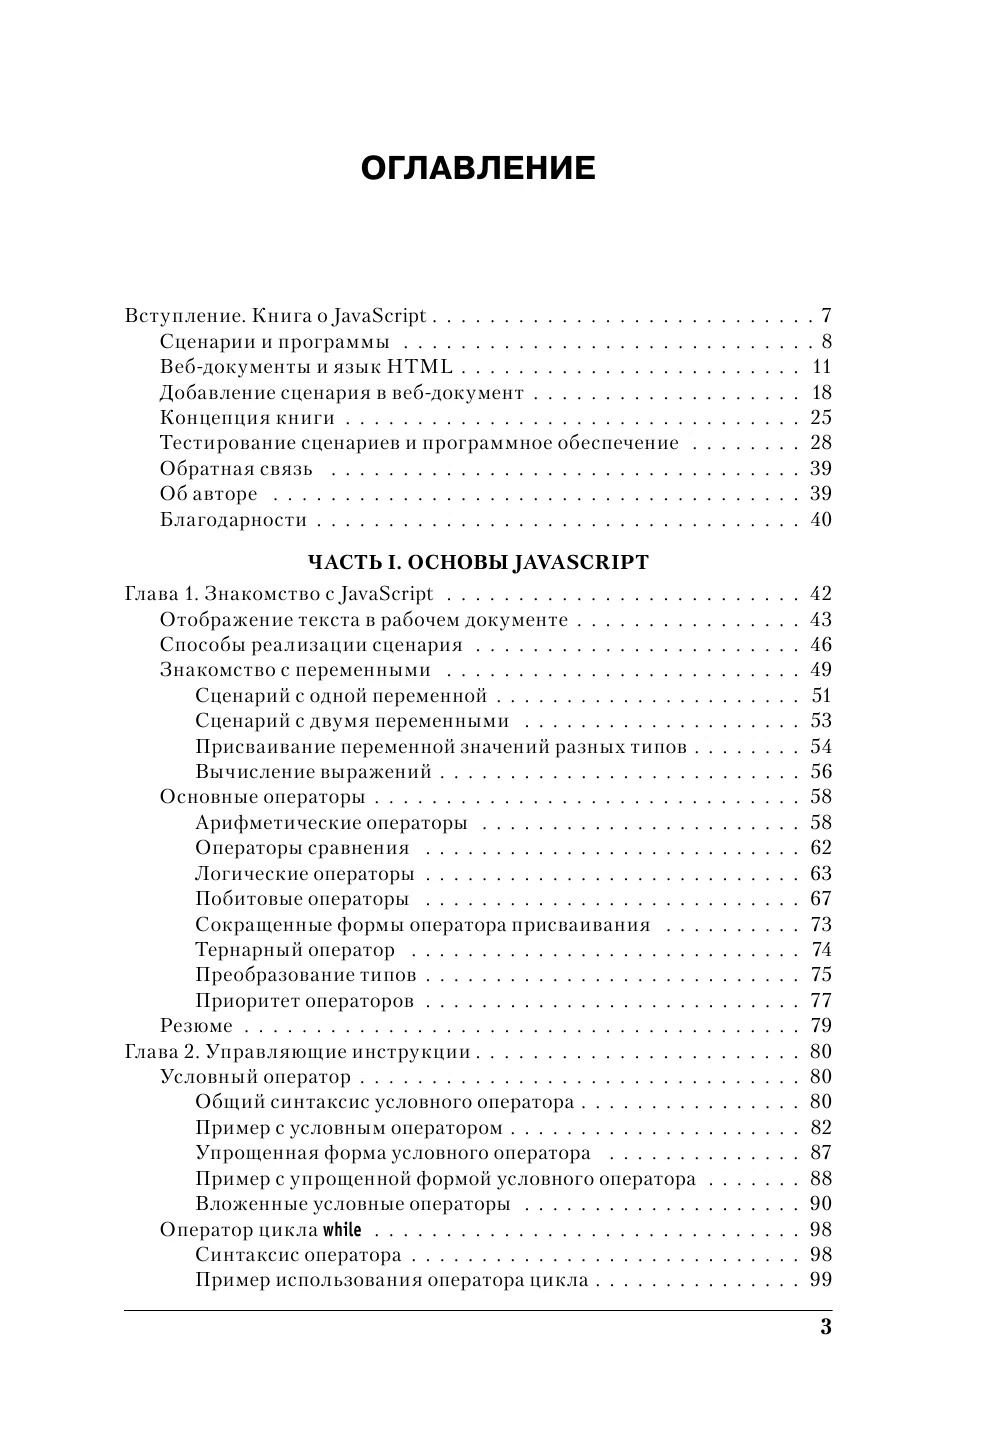 ОГЛАВЛЕНИЕ
Вступление. Книга о JavaScript . . . . . . . . . . . . . . . . . . . . . . . . . . . 7
Сценарии и программы . . . . . . . . . . . . . . . . . . . . . . . . . . . . . 8
Веб-документы и язык HTML . . . . . . . . . . . . . . . . . . . . . . . . 11
Добавление сценария в веб-документ . . . . . . . . . . . . . . . . . . . 18
Концепция книги . . . . . . . . . . . . . . . . . . . . . . . . . . . . . . . . 25
Тестирование сценариев и программное обеспечение . . . . . . . . 28
Обратная связь . . . . . . . . . . . . . . . . . . . . . . . . . . . . . . . . . 39
Об авторе . . . . . . . . . . . . . . . . . . . . . . . . . . . . . . . . . . . . . 39
Благодарности . . . . . . . . . . . . . . . . . . . . . . . . . . . . . . . . . . 40
ЧАСТЬ I. ОСНОВЫ JAVASCRIPT
Глава 1. Знакомство с JavaScript . . . . . . . . . . . . . . . . . . . . . . . . . 42
Отображение текста в рабочем документе . . . . . . . . . . . . . . . . 43
Способы реализации сценария . . . . . . . . . . . . . . . . . . . . . . . 46
Знакомство с переменными . . . . . . . . . . . . . . . . . . . . . . . . . 49
Сценарий с одной переменной . . . . . . . . . . . . . . . . . . . . . . 51
Сценарий с двумя переменными . . . . . . . . . . . . . . . . . . . . 53
Присваивание переменной значений разных типов . . . . . . . . 54
Вычисление выражений . . . . . . . . . . . . . . . . . . . . . . . . . . 56
Основные операторы . . . . . . . . . . . . . . . . . . . . . . . . . . . . . . 58
Арифметические операторы . . . . . . . . . . . . . . . . . . . . . . . 58
Операторы сравнения . . . . . . . . . . . . . . . . . . . . . . . . . . . 62
Логические операторы . . . . . . . . . . . . . . . . . . . . . . . . . . . 63
Побитовые операторы . . . . . . . . . . . . . . . . . . . . . . . . . . . 67
Сокращенные формы оператора присваивания . . . . . . . . . . 73
Тернарный оператор . . . . . . . . . . . . . . . . . . . . . . . . . . . . 74
Преобразование типов . . . . . . . . . . . . . . . . . . . . . . . . . . . 75
Приоритет операторов . . . . . . . . . . . . . . . . . . . . . . . . . . . 77
Резюме . . . . . . . . . . . . . . . . . . . . . . . . . . . . . . . . . . . . . . . 79
Глава 2. Управляющие инструкции . . . . . . . . . . . . . . . . . . . . . . . 80
Условный оператор . . . . . . . . . . . . . . . . . . . . . . . . . . . . . . . 80
Общий синтаксис условного оператора . . . . . . . . . . . . . . . . 80
Пример с условным оператором . . . . . . . . . . . . . . . . . . . . . 82
Упрощенная форма условного оператора . . . . . . . . . . . . . . 87
Пример с упрощенной формой условного оператора . . . . . . . 88
Вложенные условные операторы . . . . . . . . . . . . . . . . . . . . 90
Оператор цикла while . . . . . . . . . . . . . . . . . . . . . . . . . . . . . . 98
Синтаксис оператора . . . . . . . . . . . . . . . . . . . . . . . . . . . . 98
Пример использования оператора цикла . . . . . . . . . . . . . . . 99
3